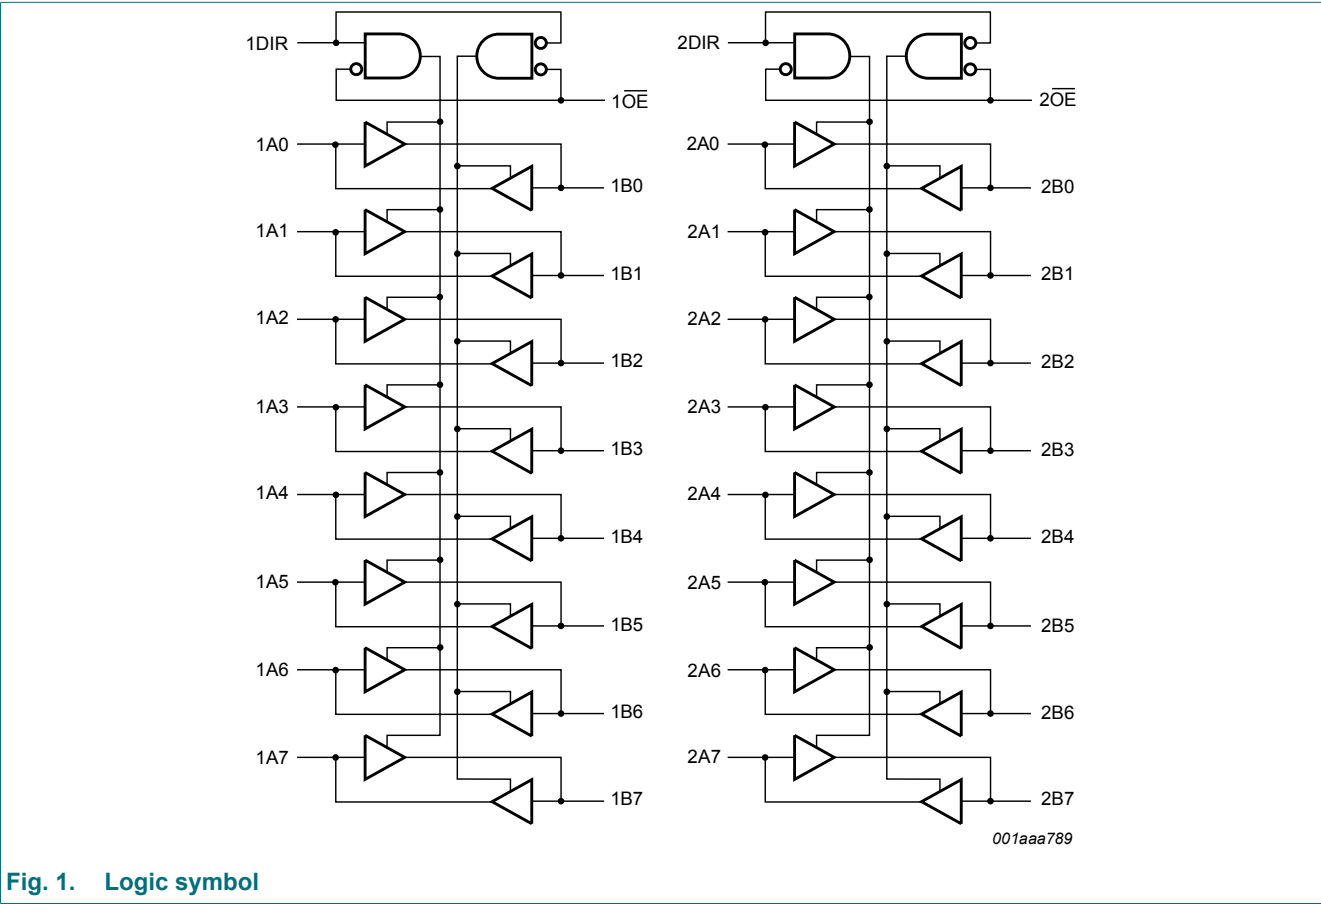 1DIR 2DIR
1O̅E̅ 2O̅E̅
1A0 2A0
1B0 2B0
1A1 2A1
1B1 2B1
1A2 2A2
1B2 2B2
1A3 2A3
1B3 2B3
1A4 2A4
1B4 2B4
1A5 2A5
1B5 2B5
1A6 2A6
1B6 2B6
1A7 2A7
1B7 2B7
001aaa789
Fig. 1. Logic symbol